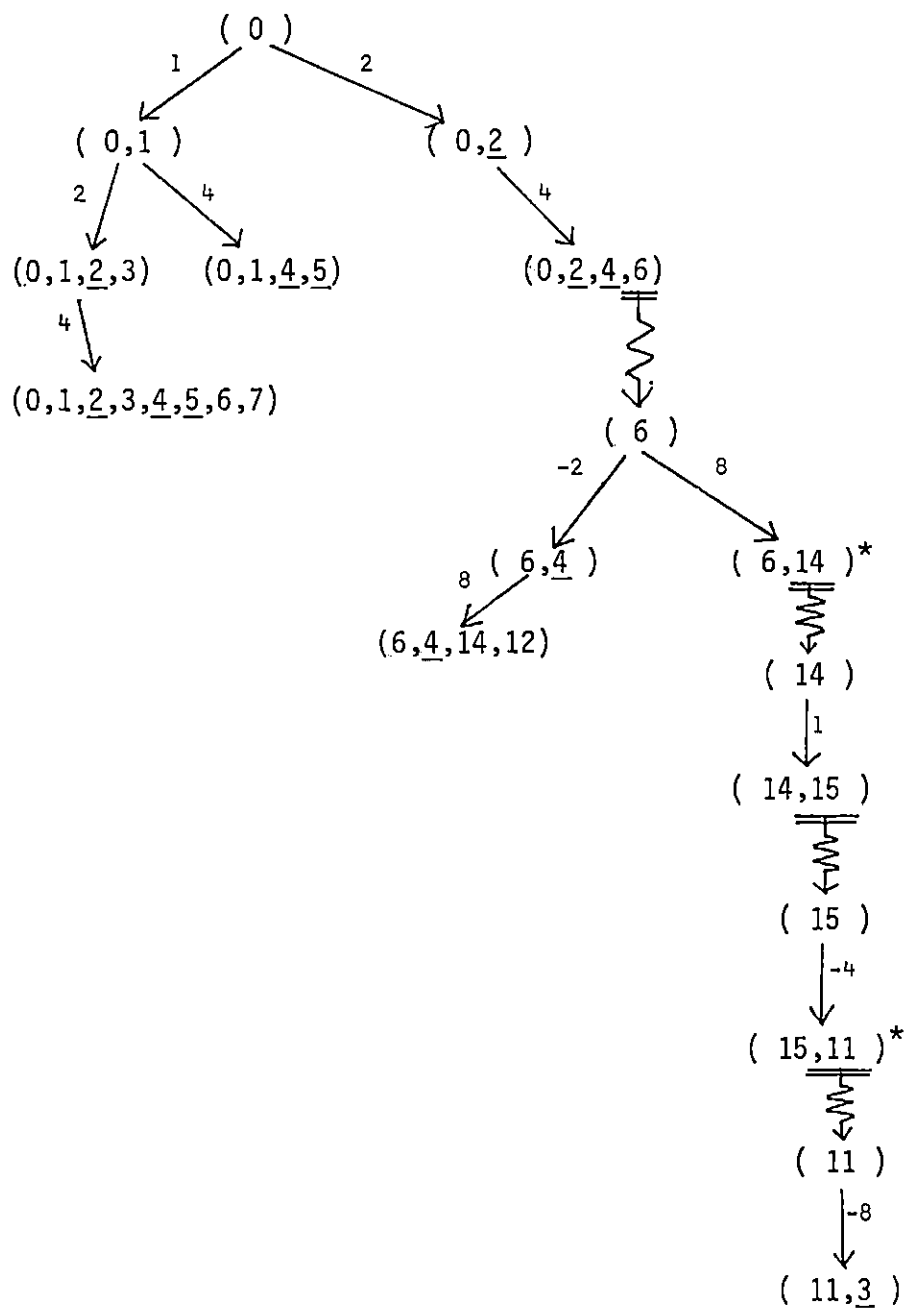 ( 0 )
1 2
( 0,1 ) ( 0,2 )
2 4 4
(0,1,2,3) (0,1,4,5) (0,2,4,6)
4
(0,1,2,3,4,5,6,7)
( 6 )
-2 8
( 6,4 ) ( 6,14 )*
8
(6,4,14,12)
( 14 )
1
( 14,15 )
( 15 )
-4
( 15,11 )*
( 11 )
-8
( 11,3 )